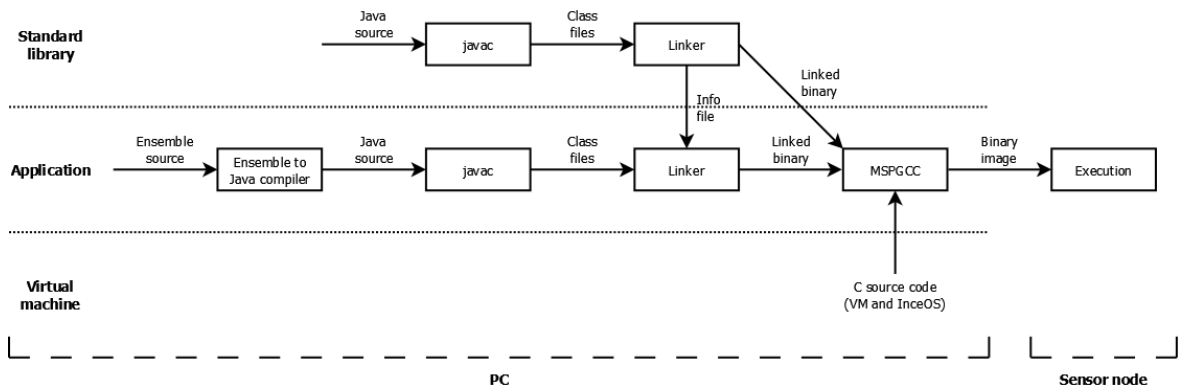 Standard
library
Java
source
javac
Class
files
Linker
Linked
binary
Info
file
Application
Ensemble
source
Ensemble to
Java compiler
Java
source
javac
Class
files
Linker
Linked
binary
MSPGCC
Binary
image
Execution
Virtual
machine
C source code
(VM and InceOS)
PC
Sensor node